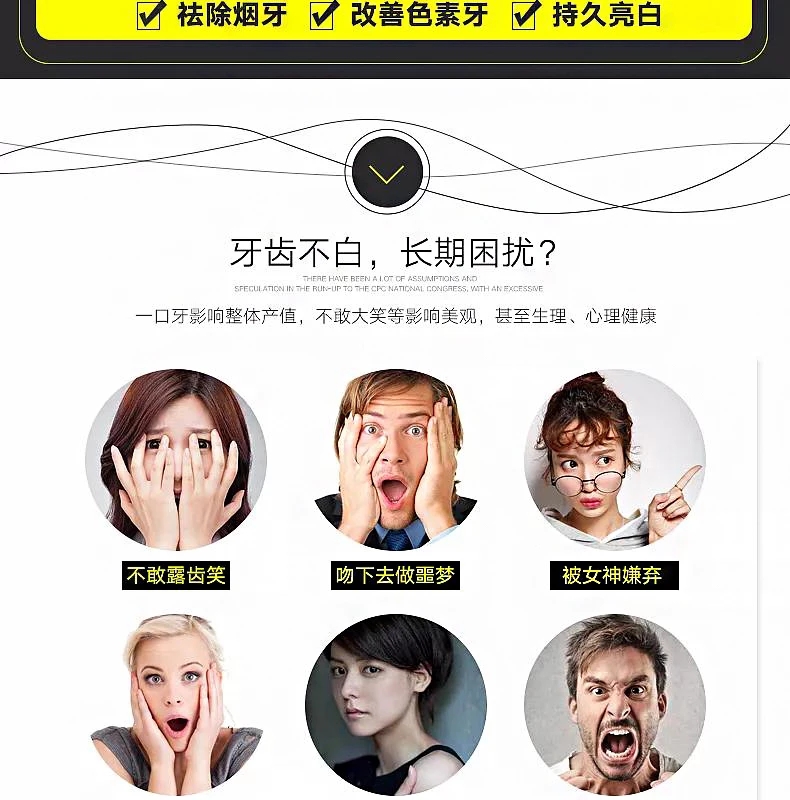 祛除烟牙 改善色素牙 持久亮白
牙齿不白，长期困扰？
THERE HAVE BEEN A LOT OF ASSUMPTIONS AND
SPECULATION IN THE RUN-UP TO THE CPC NATIONAL CONGRESS, WITH AN EXCESSIVE
一口牙影响整体产值，不敢大笑等影响美观，甚至生理、心理健康
不敢露齿笑 吻下去做噩梦 被女神嫌弃